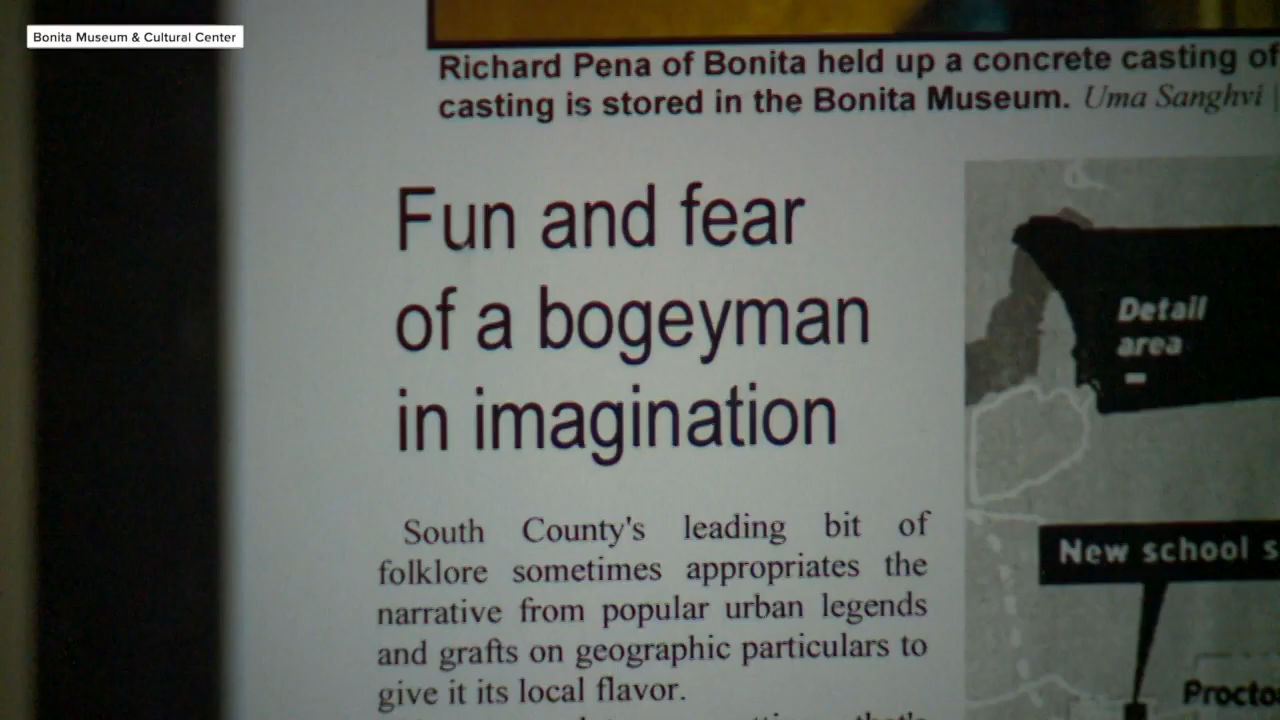 Bonita Museum & Cultural Center
Richard Pena of Bonita held up a concrete casting of
casting is stored in the Bonita Museum. Uma Sanghvi
Fun and fear
of a bogeyman
in imagination
South County's leading bit of
folklore sometimes appropriates the
narrative from popular urban legends
and grafts on geographic particulars to
give it its local flavor.
that's
Detail
area
New school